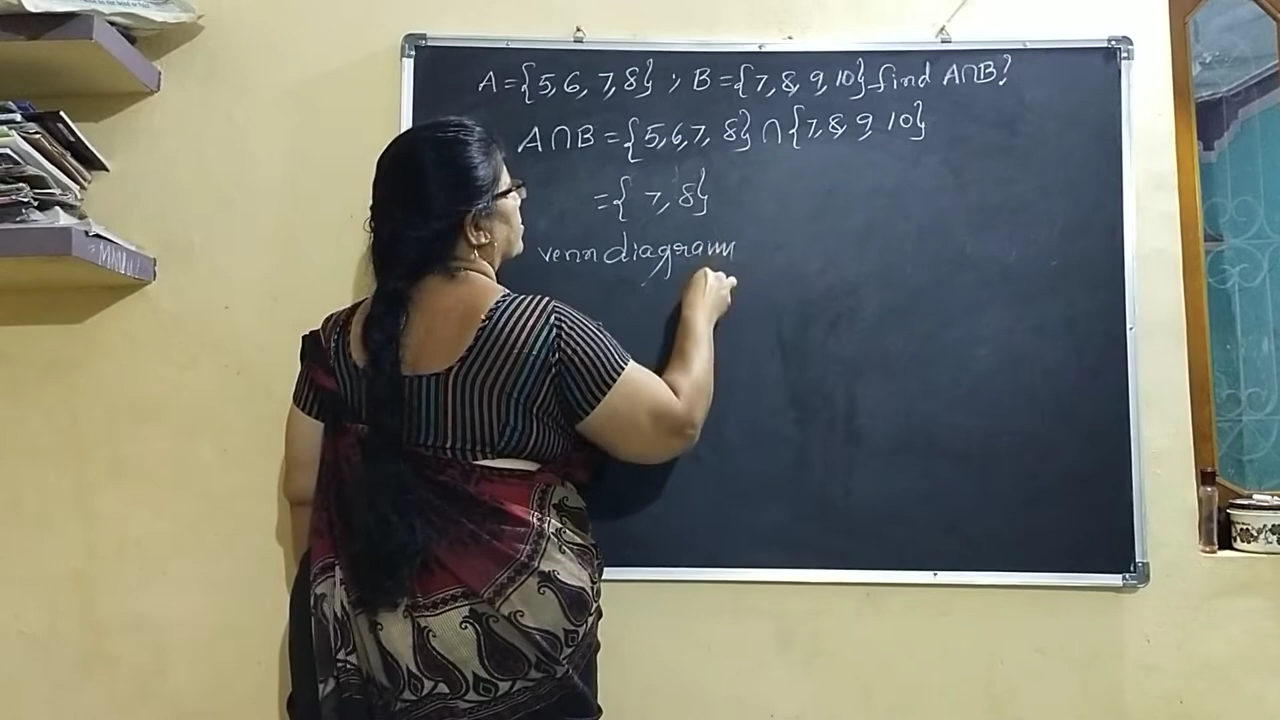 A={5,6,7,8} ; B={7,8,9,10} find A∩B?
A∩B={5,6,7,8}∩{7,8,9,10}
={7,8}
venn diagram